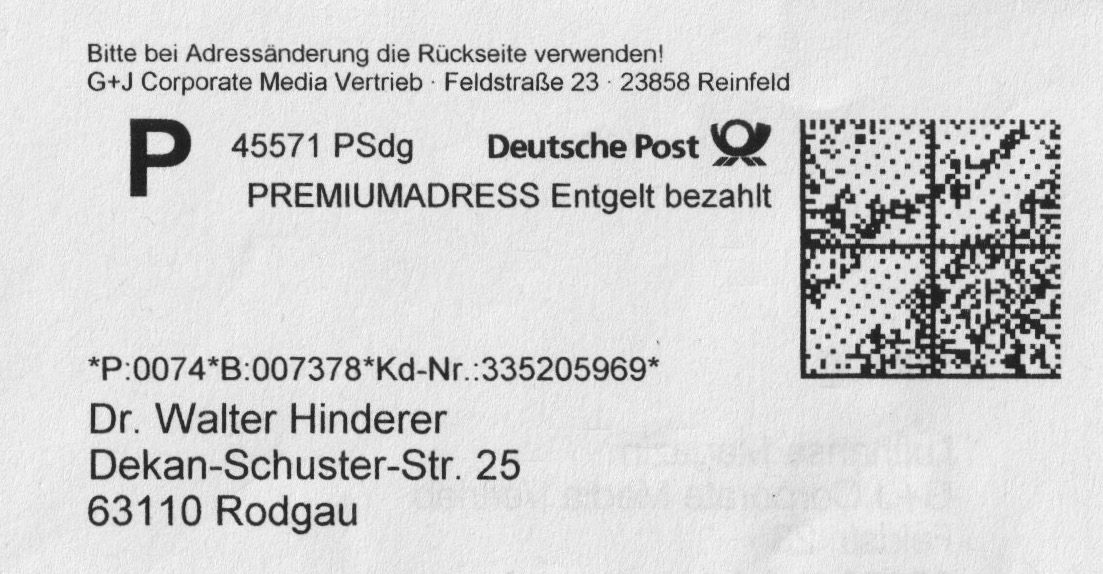 Bitte bei Adressänderung die Rückseite verwenden!
G+J Corporate Media Vertrieb · Feldstraße 23 · 23858 Reinfeld
P 45571 PSdg Deutsche Post
PREMIUMADRESS Entgelt bezahlt
*P:0074*B:007378*Kd-Nr.:335205969*
Dr. Walter Hinderer
Dekan-Schuster-Str. 25
63110 Rodgau